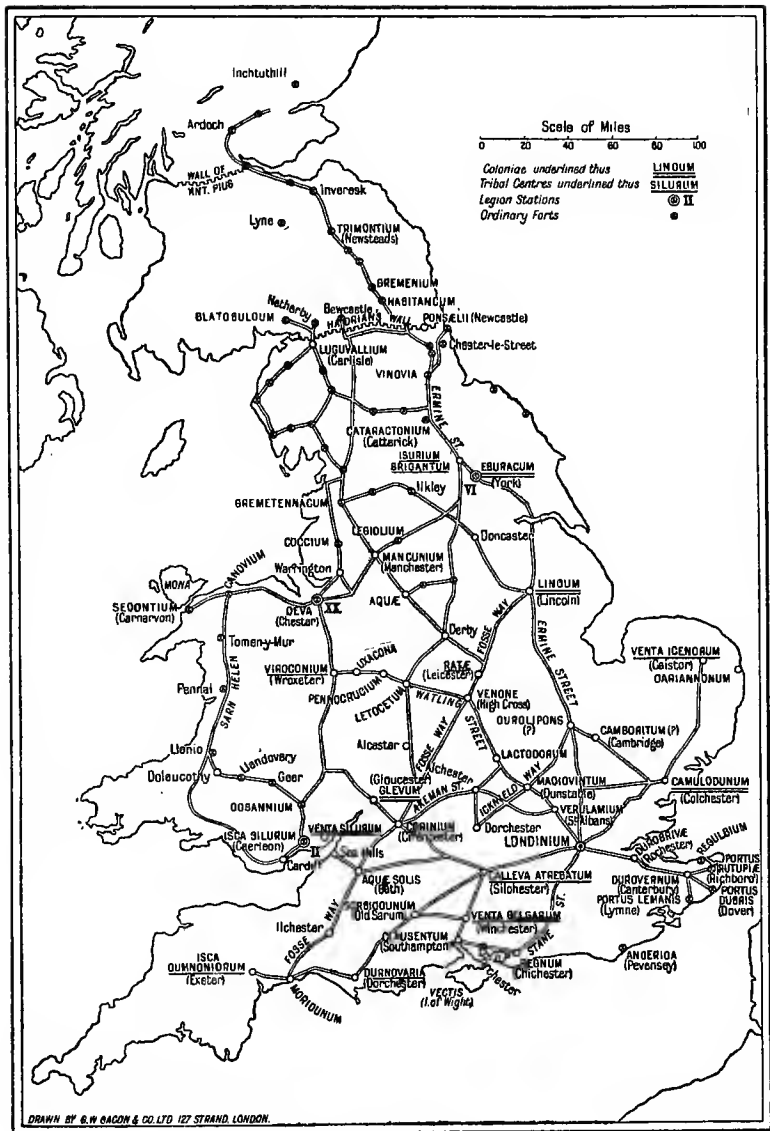 Inchtuthill
Ardoch
Scale of Miles
0 20 40 60 80 100
Coloniae underlined thus LINDUM
Tribal Centres underlined thus SILURUM
Legion Stations II
Ordinary Forts
WALL OF
ANT. PIUS
Inveresk
Lyne
TRIMONTIUM
(Newsteads)
BREMENIUM
HABITANCUM
Netherby
Bewcastle
BLATOBULOUM
HADRIAN'S WALL
PONSÆLII (Newcastle)
Chester-le-Street
LUGUVALLIUM
(Carlisle)
VINOVIA
ERMINE ST.
CATARACTONIUM
(Catterick)
ISURIUM
BRIGANTUM
EBURACUM
(York)
VI
Ilkley
BREMETENNACUM
LEGIOLIUM
Doncaster
COCCIUM
MANCUNIUM
(Manchester)
Warrington
CANOVIUM
MONA
SEGONTIUM
(Carnarvon)
DEVA
(Chester)
XX
AQUÆ
LINDUM
(Lincoln)
Derby
FOSSE WAY
ERMINE STREET
Tomen-y-Mur
VENTA ICENORUM
(Caistor)
GARIANNONUM
VIROCONIUM
(Wroxeter)
UXACONA
RATÆ
(Leicester)
PENNOCRUCIUM
LETOCETUM
WATLING
STREET
VENONE
(High Cross)
Pennal
SARN HELEN
DUROLIPONS
(?)
CAMBORITUM (?)
(Cambridge)
Alcester
FOSSE WAY
LACTODORUM
Llanio
Llandovery
Dolaucothy
Gaer
(Gloucester)
GLEVUM
AKEMAN ST.
ICKNIELD WAY
MAGIOVINTUM
(Dunstable)
CAMULODUNUM
(Colchester)
GOBANNIUM
VERULAMIUM
(St Albans)
ISCA SILURUM
(Caerleon)
II
VENTA SILURUM
CORINIUM
(Cirencester)
Dorchester
LONDINIUM
Cardiff
DUROBRIVÆ
(Rochester)
REGULBIUM
PORTUS
RUTUPIÆ
(Richboro')
AQUÆ SOLIS
(Bath)
CALLEVA ATREBATUM
(Silchester)
DUROVERNUM
(Canterbury)
PORTUS LEMANIS
(Lymne)
PORTUS
DUBRIS
(Dover)
Old Sarum
VENTA BELGARUM
(Winchester)
STANE
ST.
Ilchester
FOSSE WAY
(Southampton)
ANDERIDA
(Pevensey)
ISCA
DUMNONIORUM
(Exeter)
DURNOVARIA
(Dorchester)
(Chichester)
MORIDUNUM
VECTIS
(I. of Wight)
DRAWN BY G.W BACON & CO. LTD 127 STRAND. LONDON.